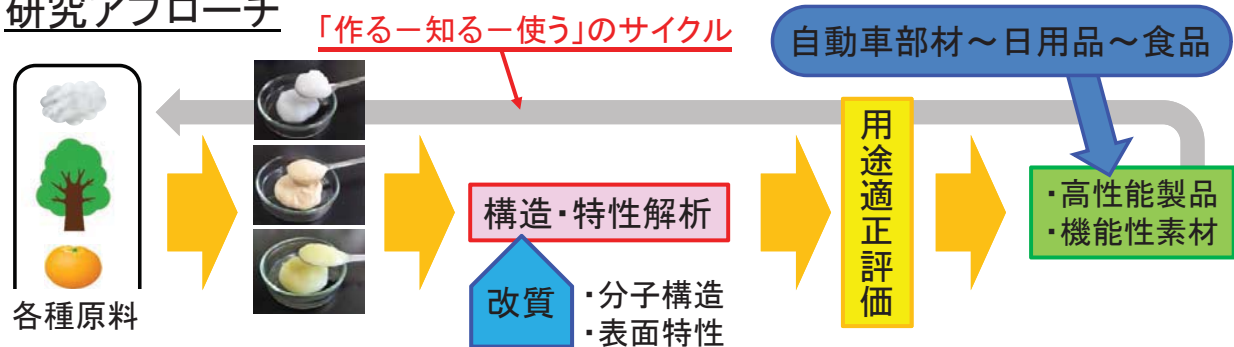 研究アプローチ
「作る－知る－使う」のサイクル
自動車部材～日用品～食品
各種原料
構造・特性解析
改質
・分子構造
・表面特性
用途適正評価
・高性能製品
・機能性素材